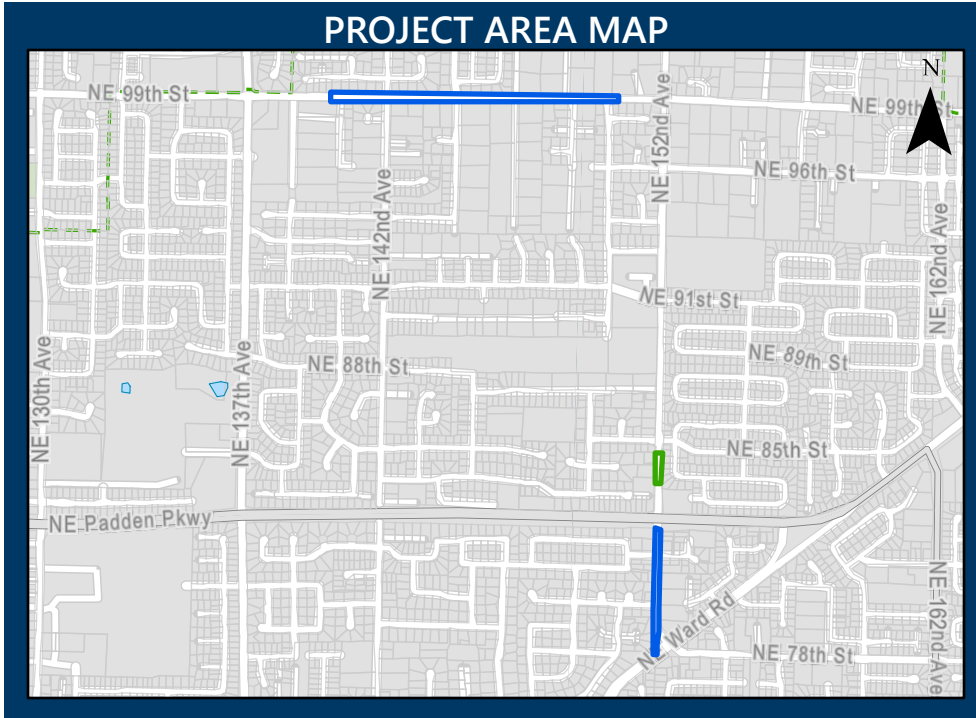 PROJECT AREA MAP
N
NE 99th St
NE 99th St
NE 152nd Ave
NE 96th St
NE 142nd Ave
NE 162nd Ave
NE 91st St
NE 89th St
NE 88th St
NE 130th Ave
NE 137th Ave
NE 85th St
NE Padden Pkwy
NE 162nd Ave
NE Ward Rd
NE 78th St